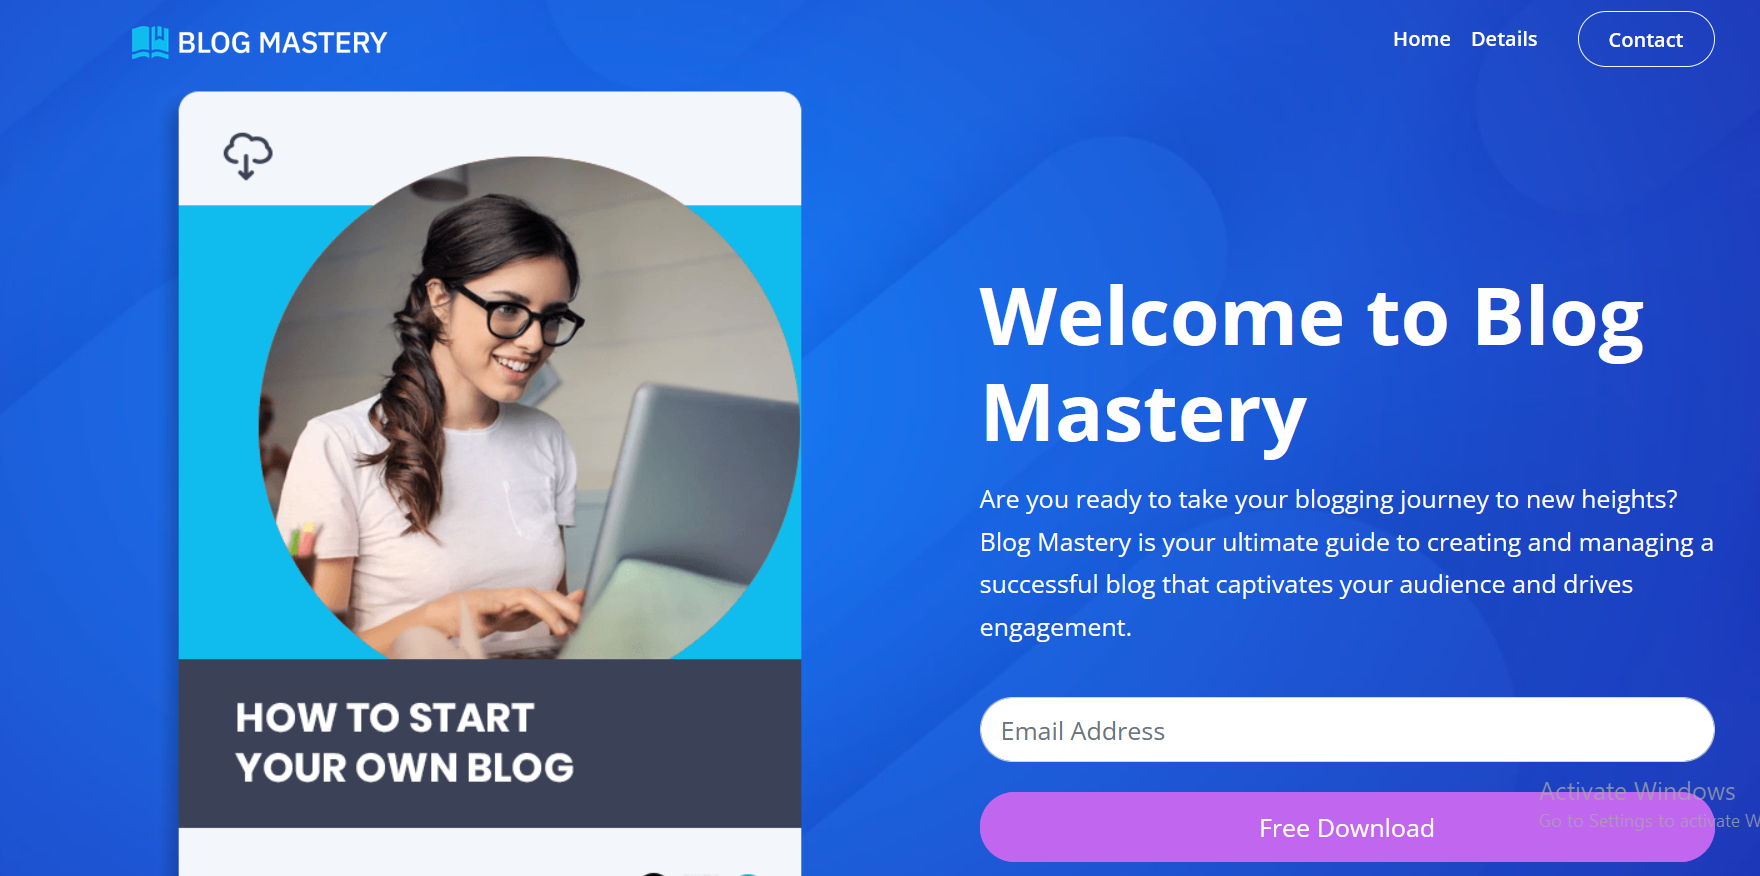 BLOG MASTERY
Home
Details
Contact
HOW TO START
YOUR OWN BLOG
Welcome to Blog
Mastery
Are you ready to take your blogging journey to new heights?
Blog Mastery is your ultimate guide to creating and managing a
successful blog that captivates your audience and drives
engagement.
Email Address
Free Download
Activate Windows
Go to Settings to activate W